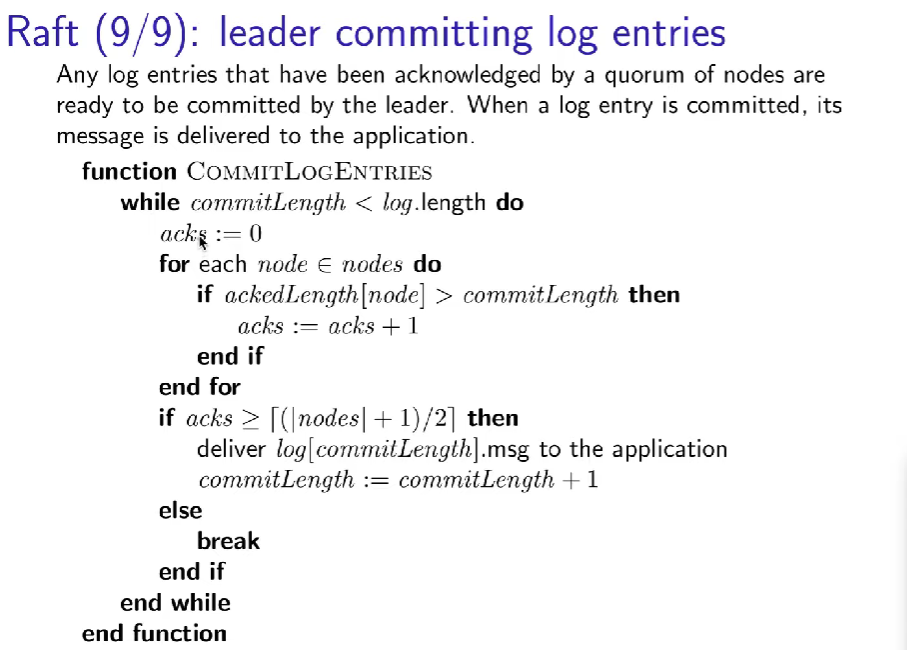 Raft (9/9): leader committing log entries
Any log entries that have been acknowledged by a quorum of nodes are
ready to be committed by the leader. When a log entry is committed, its
message is delivered to the application.
function COMMITLOGENTRIES
while commitLength < log.length do
acks := 0
for each node ∈ nodes do
if ackedLength[node] > commitLength then
acks := acks + 1
end if
end for
if acks ≥ ⌈(|nodes| + 1)/2⌉ then
deliver log[commitLength].msg to the application
commitLength := commitLength + 1
else
break
end if
end while
end function